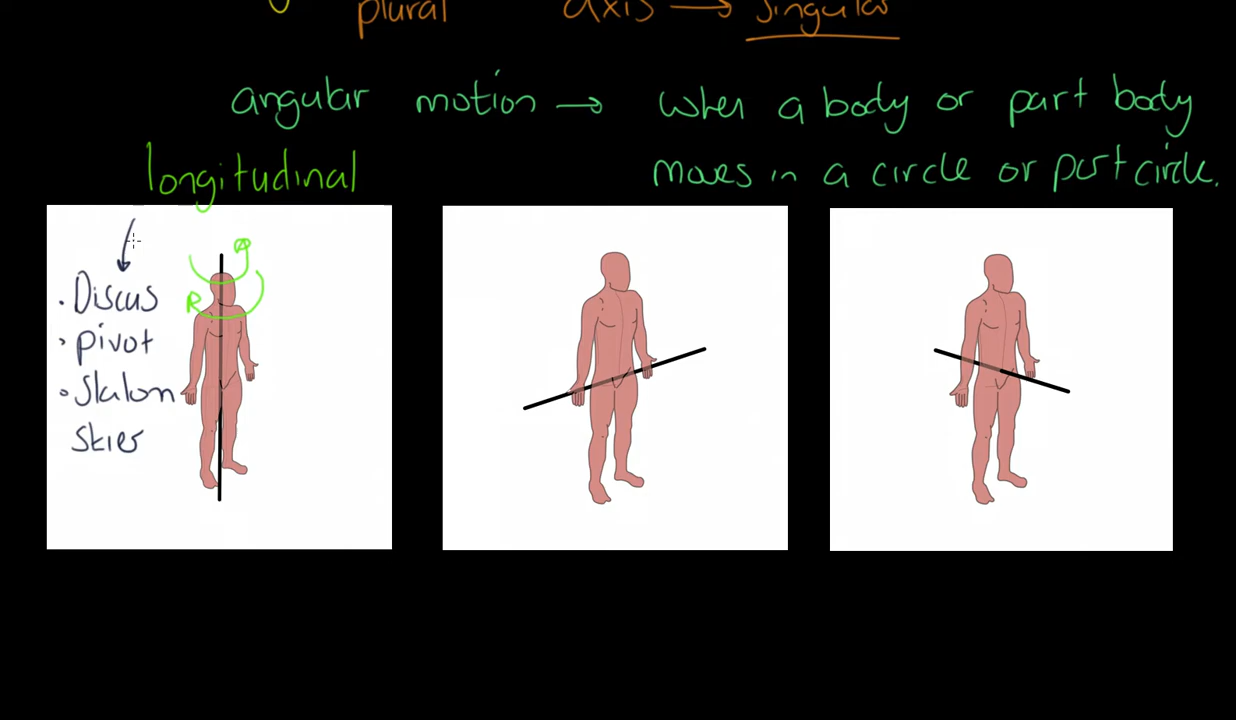 plural axis → singular
angular motion → when a body or part body
moves in a circle or part circle.
longitudinal
• Discus
• pivot
• Slalom
skier